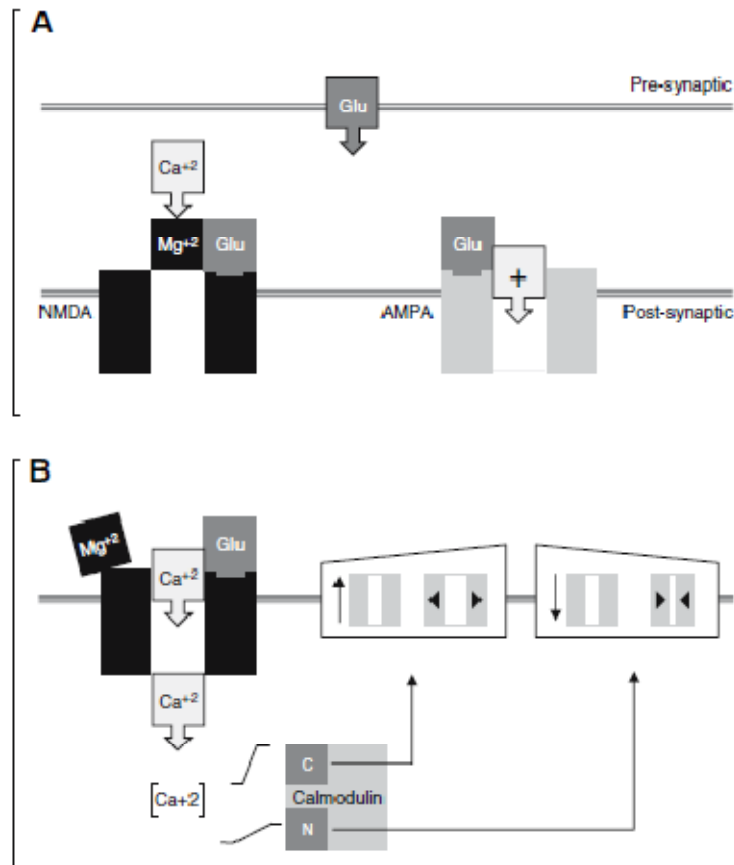 A
Pre-synaptic
Glu
Ca+2
Mg+2 Glu
Glu
+
NMDA
AMPA
Post-synaptic
B
Mg+2
Glu
Ca+2
Ca+2
[Ca+2]
C
Calmodulin
N